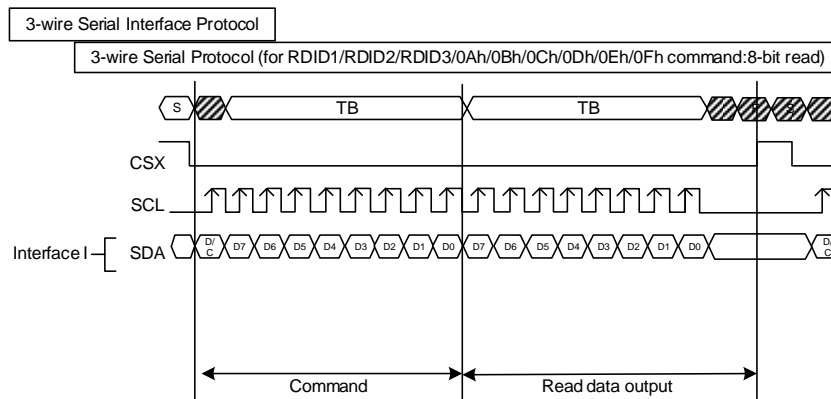 3-wire Serial Interface Protocol
3-wire Serial Protocol (for RDID1/RDID2/RDID3/0Ah/0Bh/0Ch/0Dh/0Eh/0Fh command:8-bit read)
S TB TB P S
CSX
SCL
Interface I SDA D/C D7 D6 D5 D4 D3 D2 D1 D0 D7 D6 D5 D4 D3 D2 D1 D0 D/C
Command Read data output